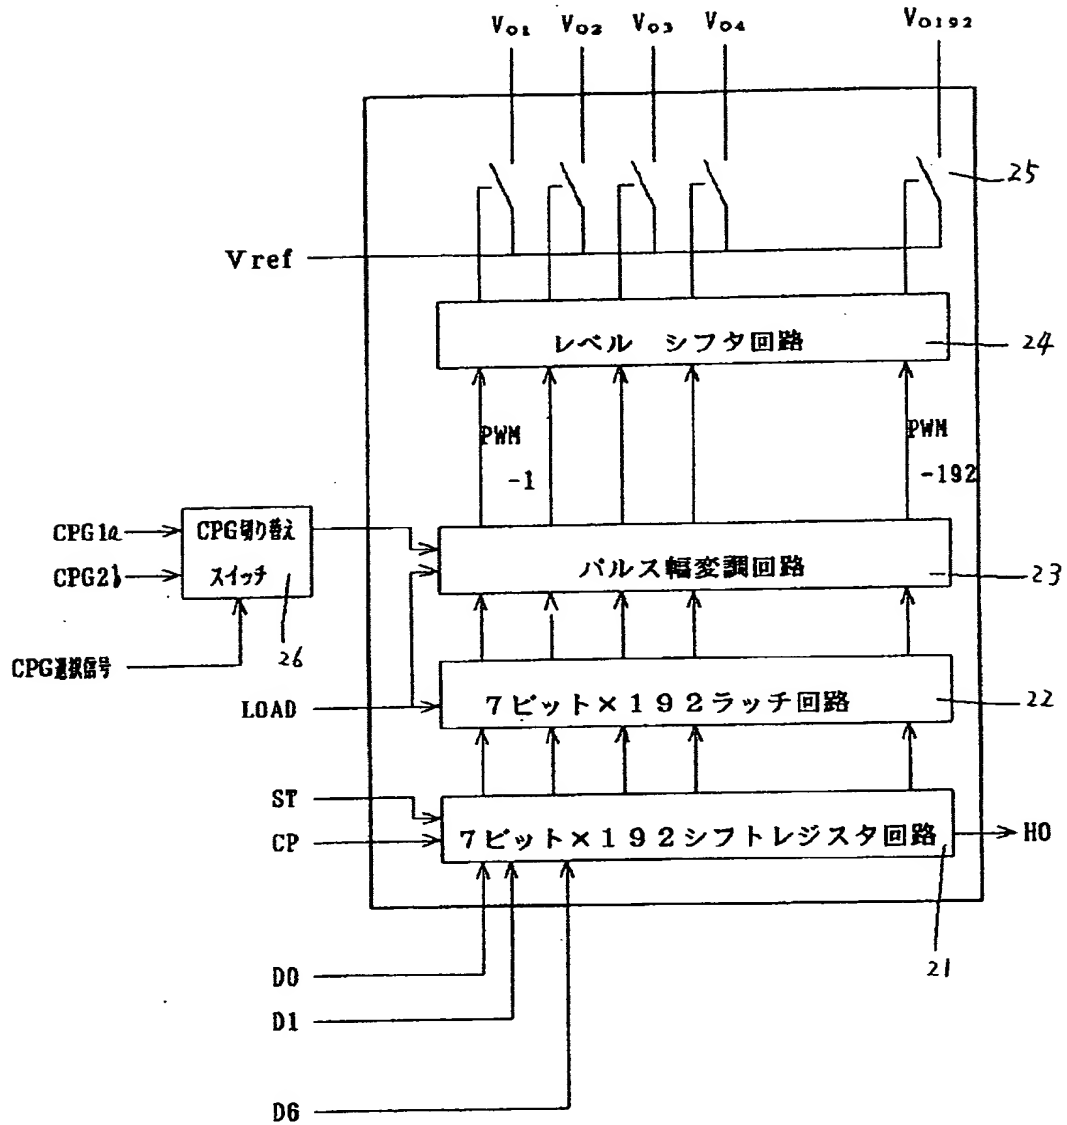 Vo1 Vo2 Vo3 Vo4 Vo192
25
Vref
レベル シフタ回路
24
PWM
-1
PWM
-192
CPG1a
CPG2b
CPG切り替え
スイッチ
26
CPG選択信号
パルス幅変調回路
23
LOAD
7ビット×192ラッチ回路
22
ST
CP
7ビット×192シフトレジスタ回路
HO
21
D0
D1
D6